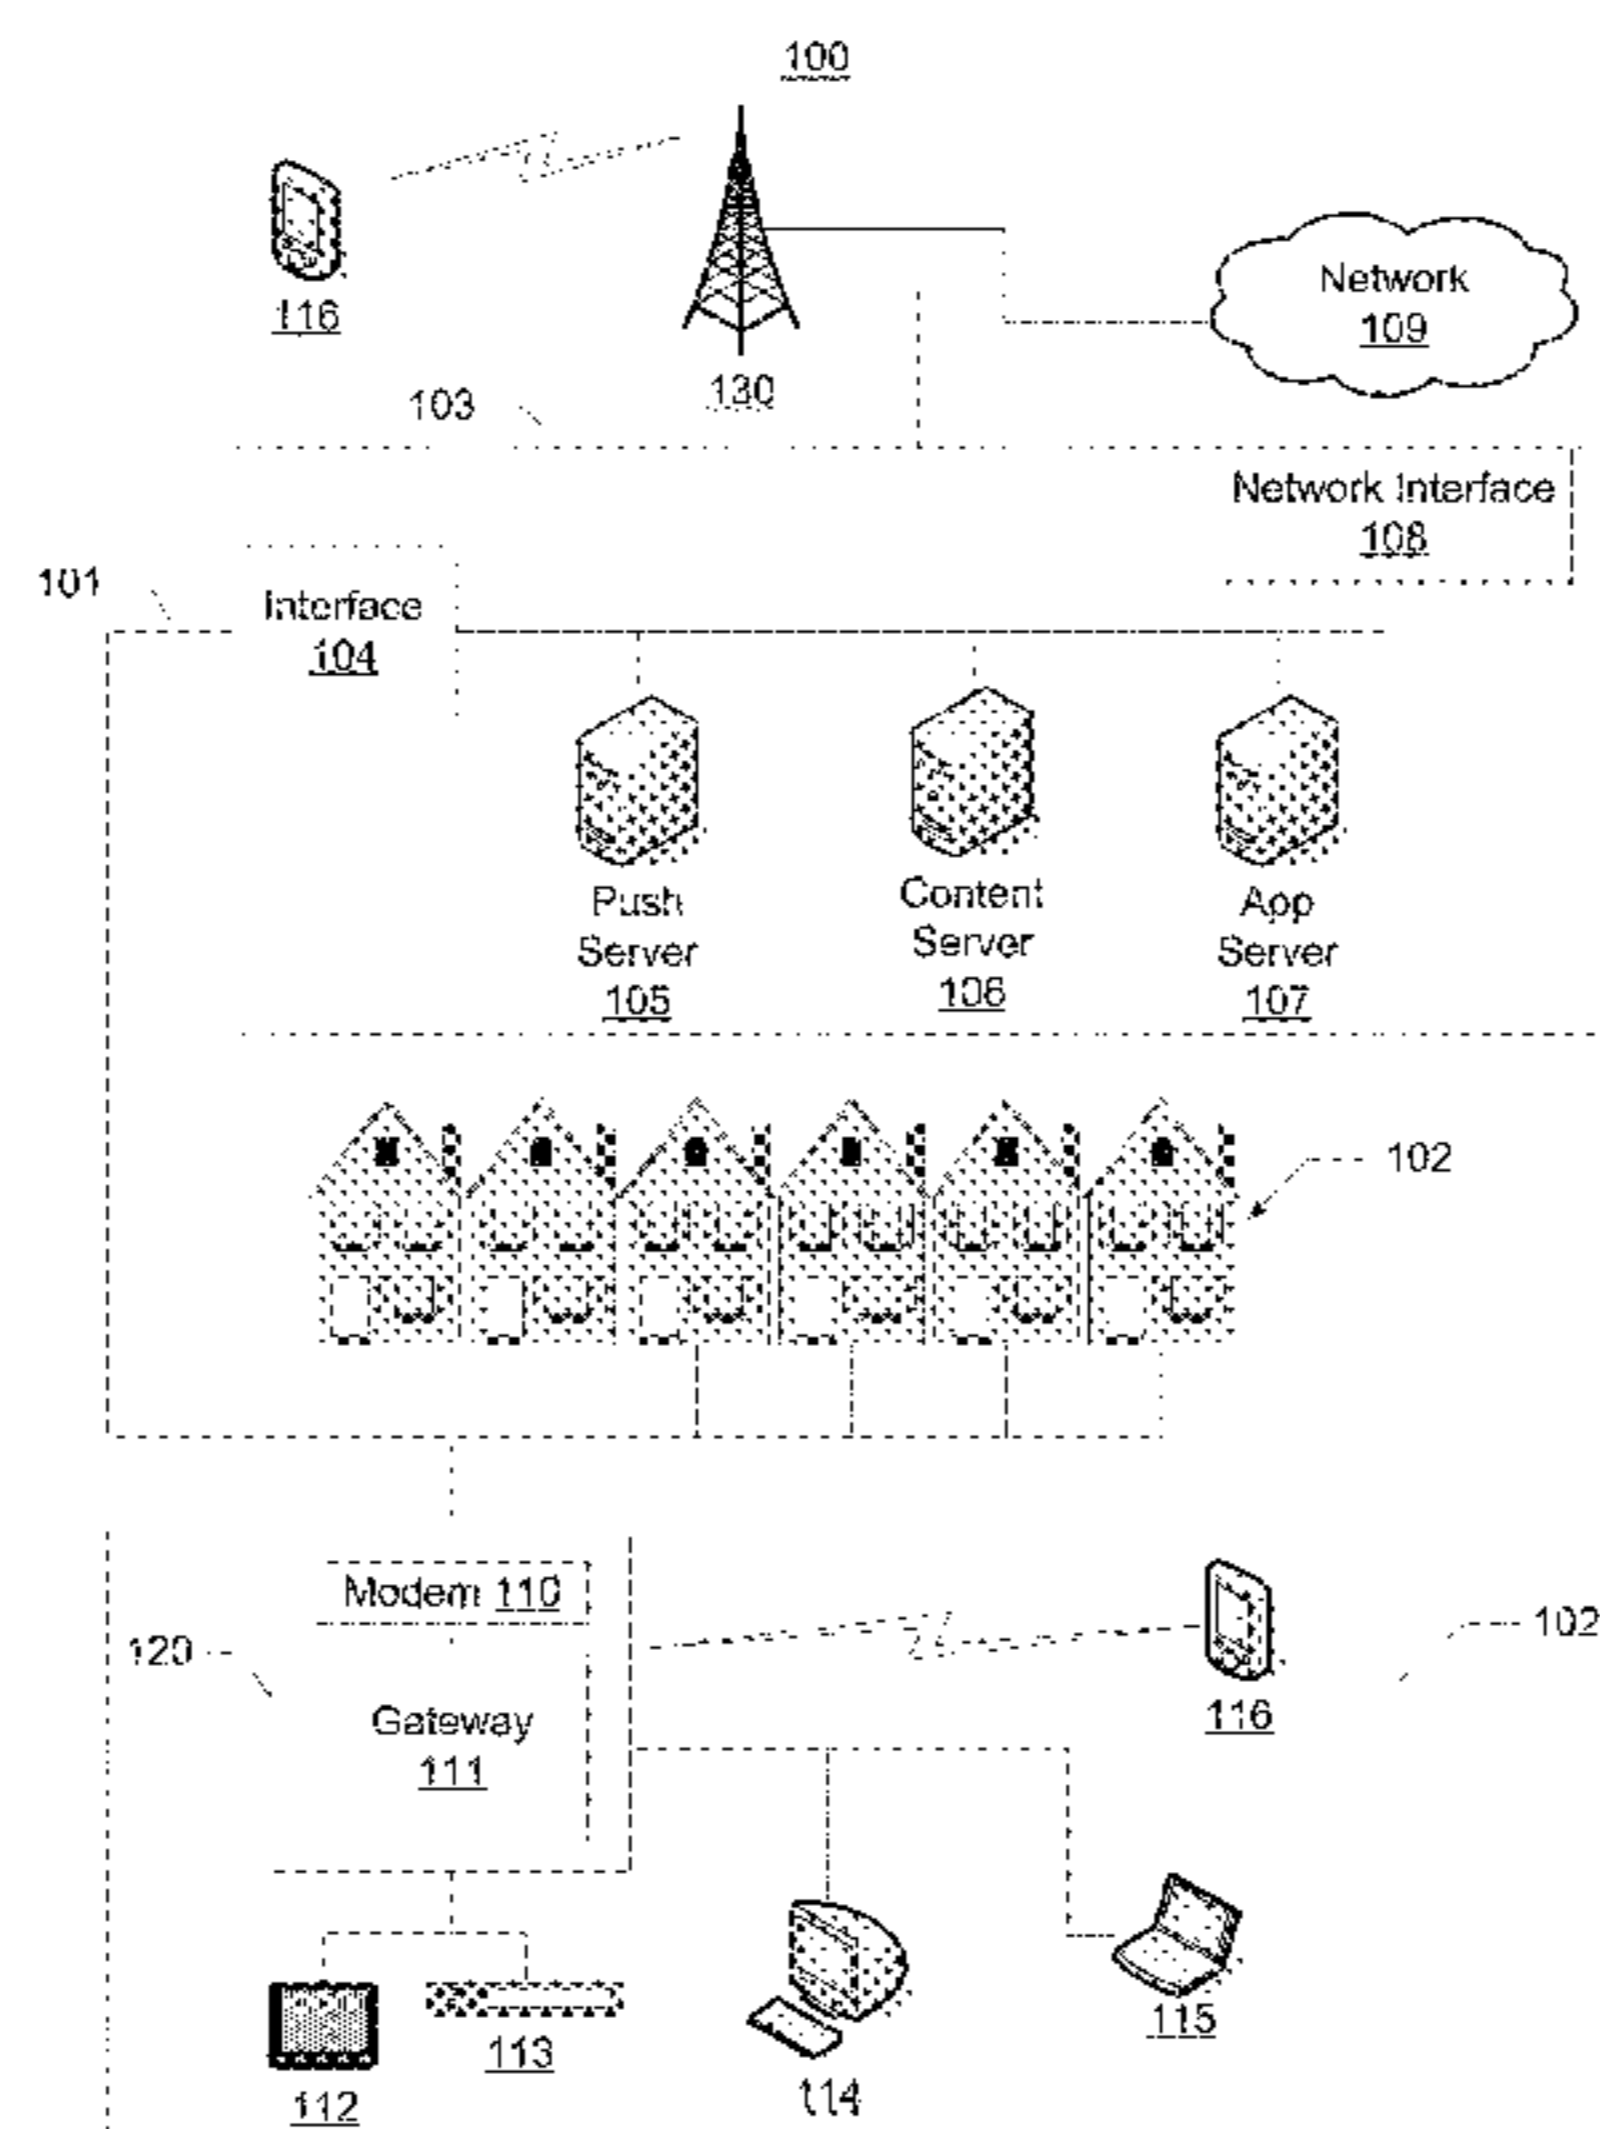 100
116
130
Network
109
103
Network Interface
108
101
Interface
104
Push
Server
105
Content
Server
106
App
Server
107
102
Modem 110
120
Gateway
111
116
102
112
113
114
115